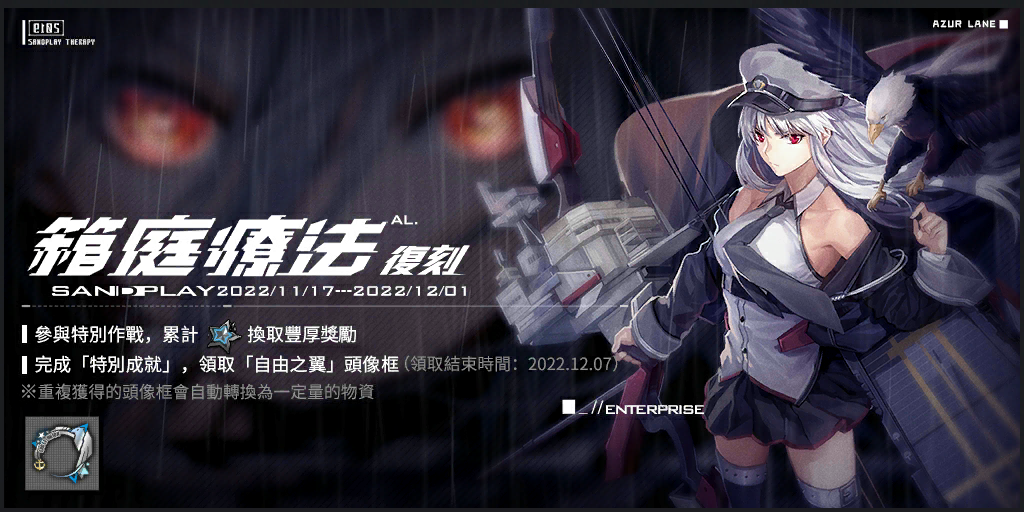 SANDPLAY THERAPY
AZUR LANE
箱庭療法 AL. 復刻
SANDPLAY2022/11/17---2022/12/01
參與特別作戰，累計 換取豐厚獎勵
完成「特別成就」，領取「自由之翼」頭像框（領取結束時間：2022.12.07）
※重複獲得的頭像框會自動轉換為一定量的物資
_ //ENTERPRISE